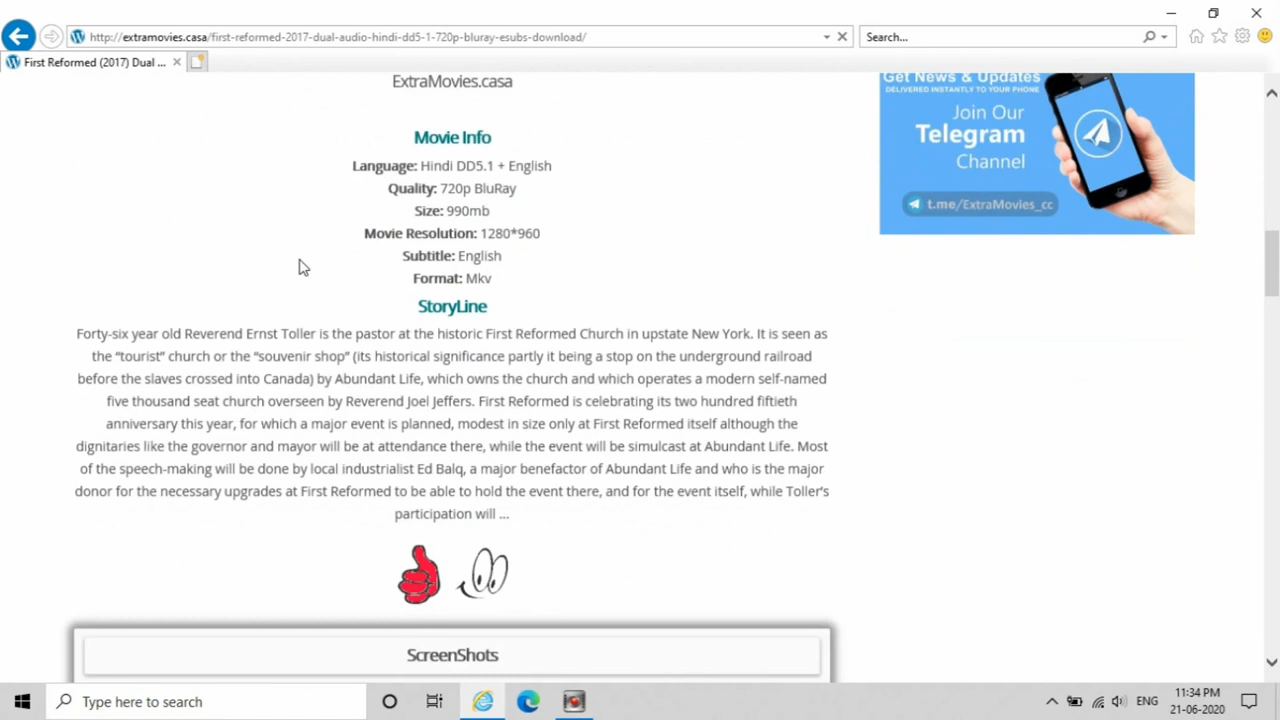 http://extramovies.casa/first-reformed-2017-dual-audio-hindi-dd5-1-720p-bluray-esubs-download/
Search...
First Reformed (2017) Dual ...
ExtraMovies.casa
Movie Info
Language: Hindi DD5.1 + English
Quality: 720p BluRay
Size: 990mb
Movie Resolution: 1280*960
Subtitle: English
Format: Mkv
StoryLine
Forty-six year old Reverend Ernst Toller is the pastor at the historic First Reformed Church in upstate New York. It is seen as
the “tourist” church or the “souvenir shop” (its historical significance partly it being a stop on the underground railroad
before the slaves crossed into Canada) by Abundant Life, which owns the church and which operates a modern self-named
five thousand seat church overseen by Reverend Joel Jeffers. First Reformed is celebrating its two hundred fiftieth
anniversary this year, for which a major event is planned, modest in size only at First Reformed itself although the
dignitaries like the governor and mayor will be at attendance there, while the event will be simulcast at Abundant Life. Most
of the speech-making will be done by local industrialist Ed Balq, a major benefactor of Abundant Life and who is the major
donor for the necessary upgrades at First Reformed to be able to hold the event there, and for the event itself, while Toller’s
participation will ...
ScreenShots
Get News & Updates
DELIVERED INSTANTLY TO YOUR PHONE
Join Our
Telegram
Channel
t.me/ExtraMovies_cc
Type here to search
ENG
11:34 PM
21-06-2020